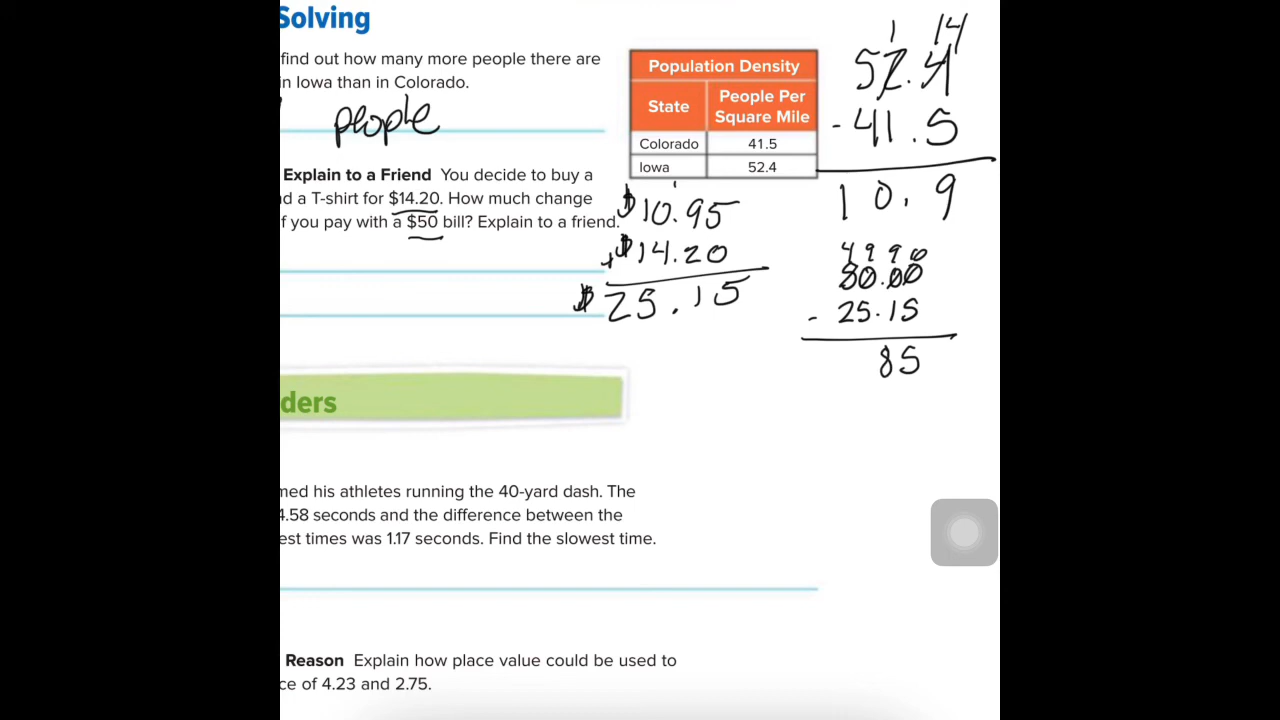 Solving
find out how many more people there are
in Iowa than in Colorado.
people
Explain to a Friend You decide to buy a
d a T-shirt for $14.20. How much change
f you pay with a $50 bill? Explain to a friend.
Population Density
State People Per Square Mile
Colorado 41.5
Iowa 52.4
1 14
52.4
- 41.5
10.9
1
$10.95
+ $14.20
$25.15
4 9 9 10
50.00
- 25.15
85
ders
med his athletes running the 40-yard dash. The
4.58 seconds and the difference between the
est times was 1.17 seconds. Find the slowest time.
Reason Explain how place value could be used to
ce of 4.23 and 2.75.